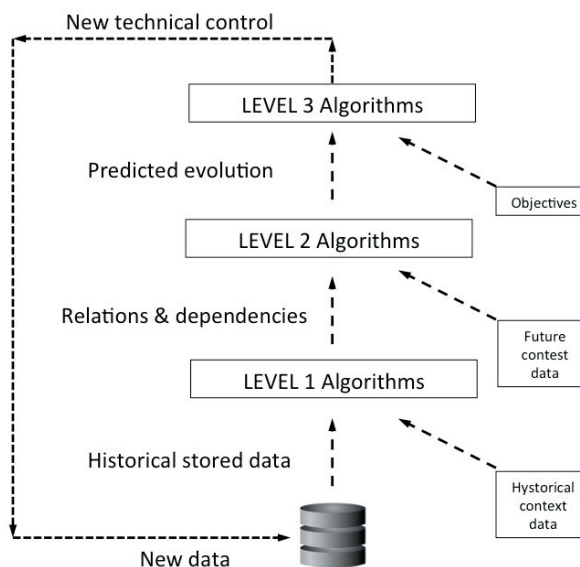 New technical control
LEVEL 3 Algorithms
Predicted evolution
Objectives
LEVEL 2 Algorithms
Relations & dependencies
Future
contest
data
LEVEL 1 Algorithms
Historical stored data
Hystorical
context
data
New data